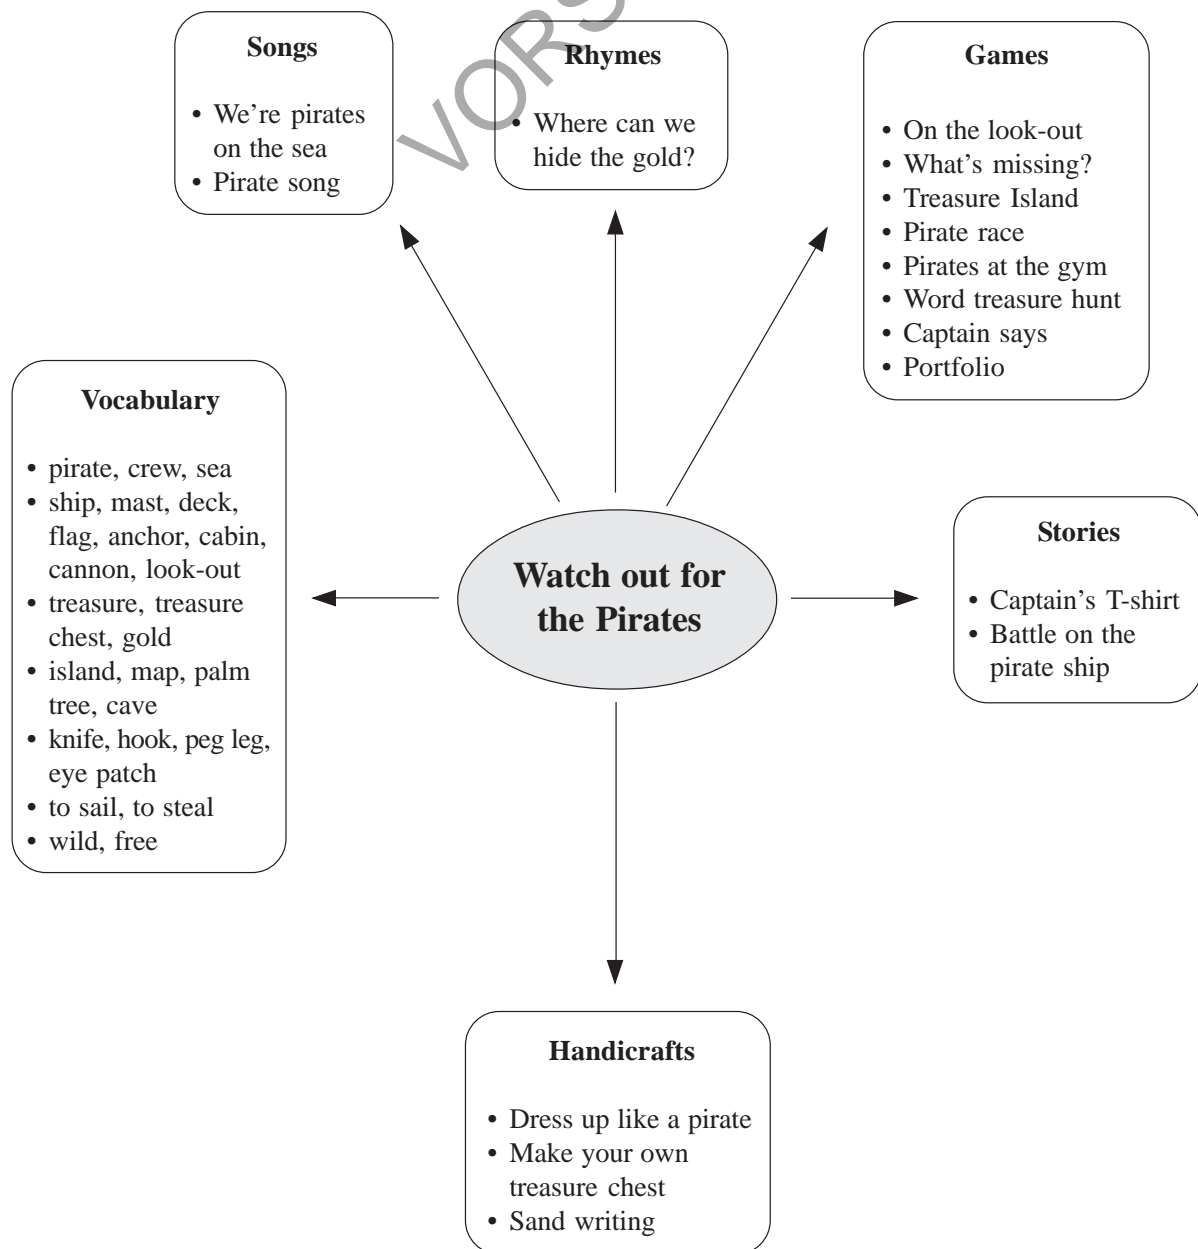 VORS
Songs
• We're pirates
on the sea
• Pirate song
Rhymes
• Where can we
hide the gold?
Games
• On the look-out
• What's missing?
• Treasure Island
• Pirate race
• Pirates at the gym
• Word treasure hunt
• Captain says
• Portfolio
Vocabulary
• pirate, crew, sea
• ship, mast, deck,
flag, anchor, cabin,
cannon, look-out
• treasure, treasure
chest, gold
• island, map, palm
tree, cave
• knife, hook, peg leg,
eye patch
• to sail, to steal
• wild, free
Watch out for
the Pirates
Stories
• Captain's T-shirt
• Battle on the
pirate ship
Handicrafts
• Dress up like a pirate
• Make your own
treasure chest
• Sand writing